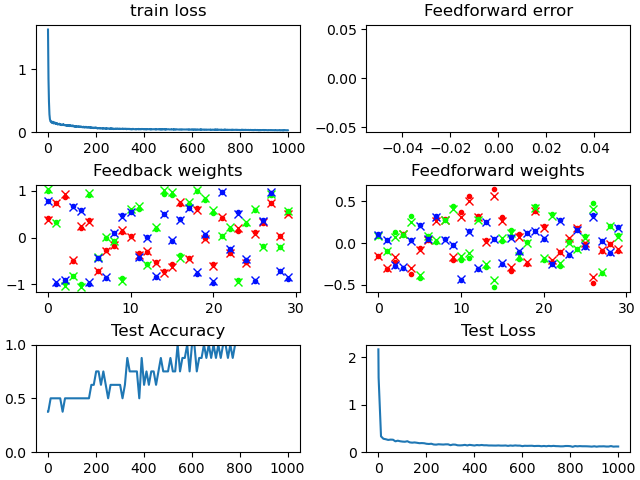 train loss
1
0
0 200 400 600 800 1000
Feedforward error
0.05
0.00
−0.05
−0.04 −0.02 0.00 0.02 0.04
Feedback weights
1
0
−1
0 10 20 30
Feedforward weights
0.5
0.0
−0.5
0 10 20 30
Test Accuracy
1.0
0.5
0.0
0 200 400 600 800 1000
Test Loss
2
1
0
0 200 400 600 800 1000